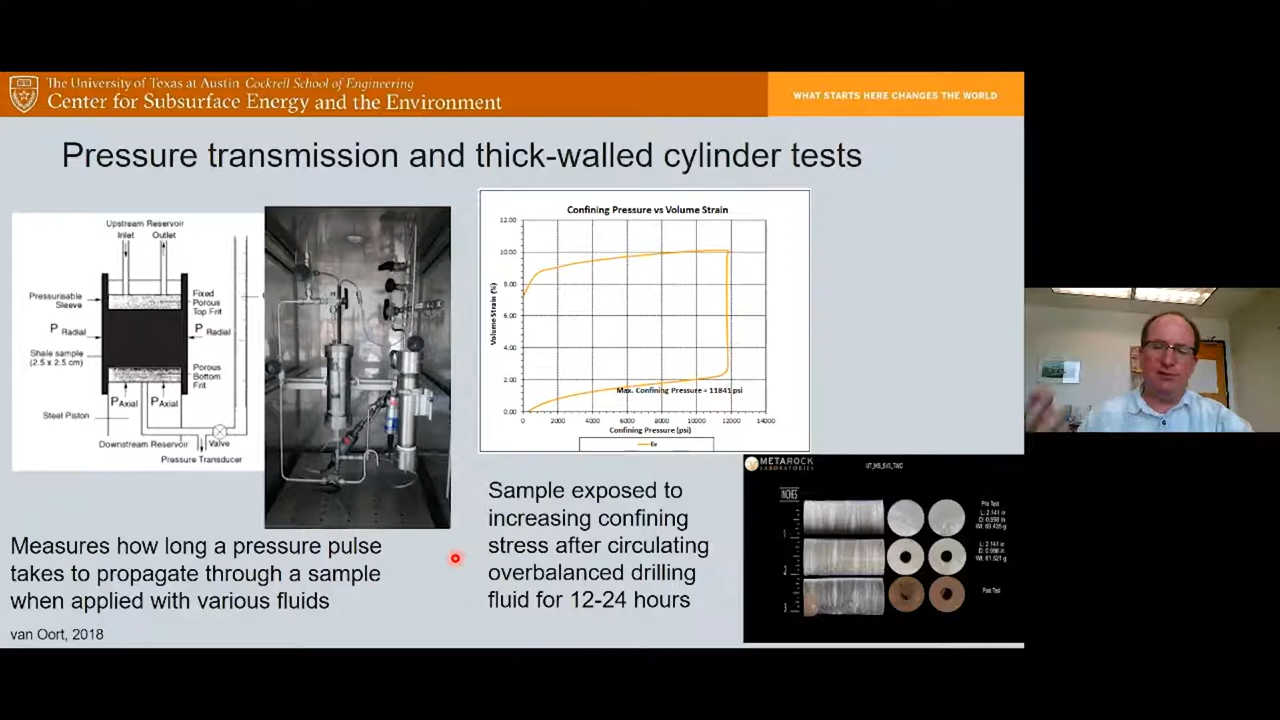 The University of Texas at Austin Cockrell School of Engineering
Center for Subsurface Energy and the Environment
WHAT STARTS HERE CHANGES THE WORLD
Pressure transmission and thick-walled cylinder tests
Upstream Reservoir
Inlet Outlet
Pressurisable
Sleeve
Fixed
Porous
Top Frit
P Radial
P Radial
Shale sample
(2.5 x 2.5 cm)
Porous
Bottom
Frit
P Axial
P Axial
Steel Piston
Downstream Reservoir
Valve
Pressure Transducer
Confining Pressure vs Volume Strain
12.00
10.00
8.00
6.00
4.00
2.00
0.00
Volume Strain (%)
Max. Confining Pressure = 11841 psi
0 2000 4000 6000 8000 10000 12000 14000
Confining Pressure (psi)
Ev
Measures how long a pressure pulse
takes to propagate through a sample
when applied with various fluids
van Oort, 2018
Sample exposed to
increasing confining
stress after circulating
overbalanced drilling
fluid for 12-24 hours
METAROCK
LABORATORIES
INCHES
1
2
3
Pre Test
L: 2.141 in
Post Test